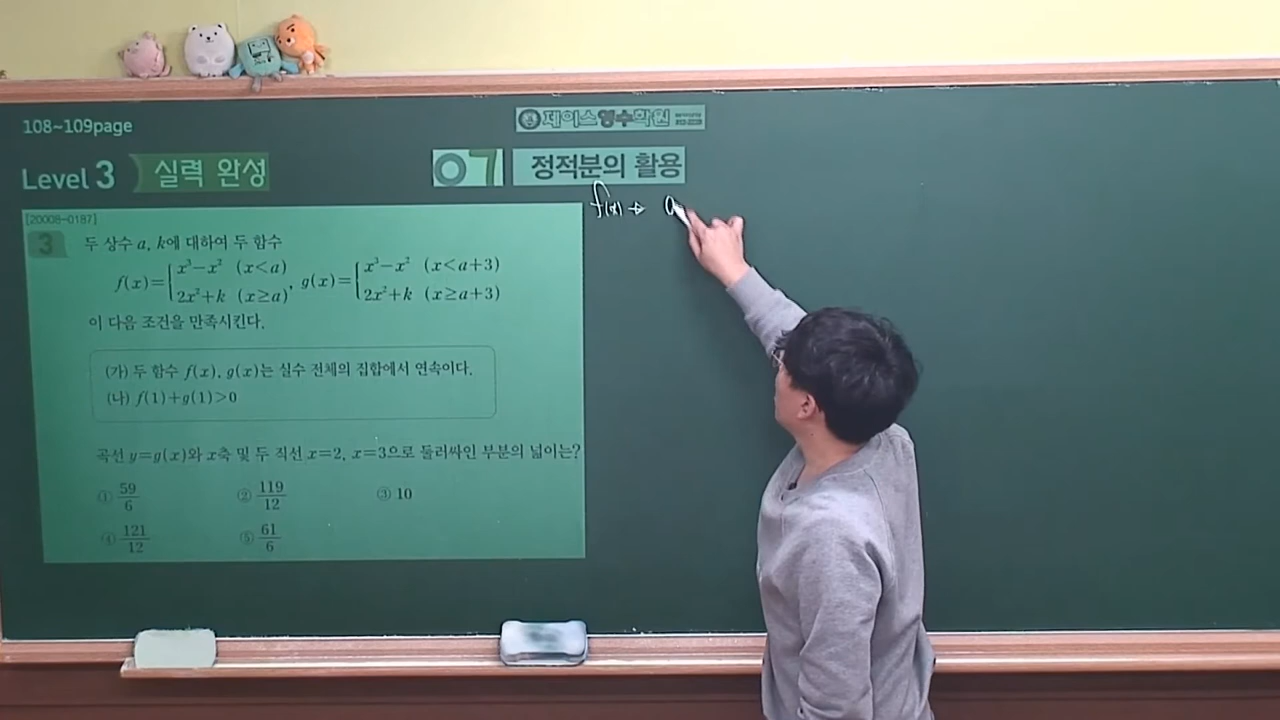 108~109page
제이스영수학원
Level 3 실력 완성
07 정적분의 활용
f(x) → a
[20008-0187]
3 두 상수 a, k에 대하여 두 함수
f(x)={x³-x² (x<a) 2x²+k (x≥a), g(x)={x³-x² (x<a+3) 2x²+k (x≥a+3)
이 다음 조건을 만족시킨다.
(가) 두 함수 f(x), g(x)는 실수 전체의 집합에서 연속이다.
(나) f(1)+g(1)>0
곡선 y=g(x)와 x축 및 두 직선 x=2, x=3으로 둘러싸인 부분의 넓이는?
① 59/6 ② 119/12 ③ 10
④ 121/12 ⑤ 61/6